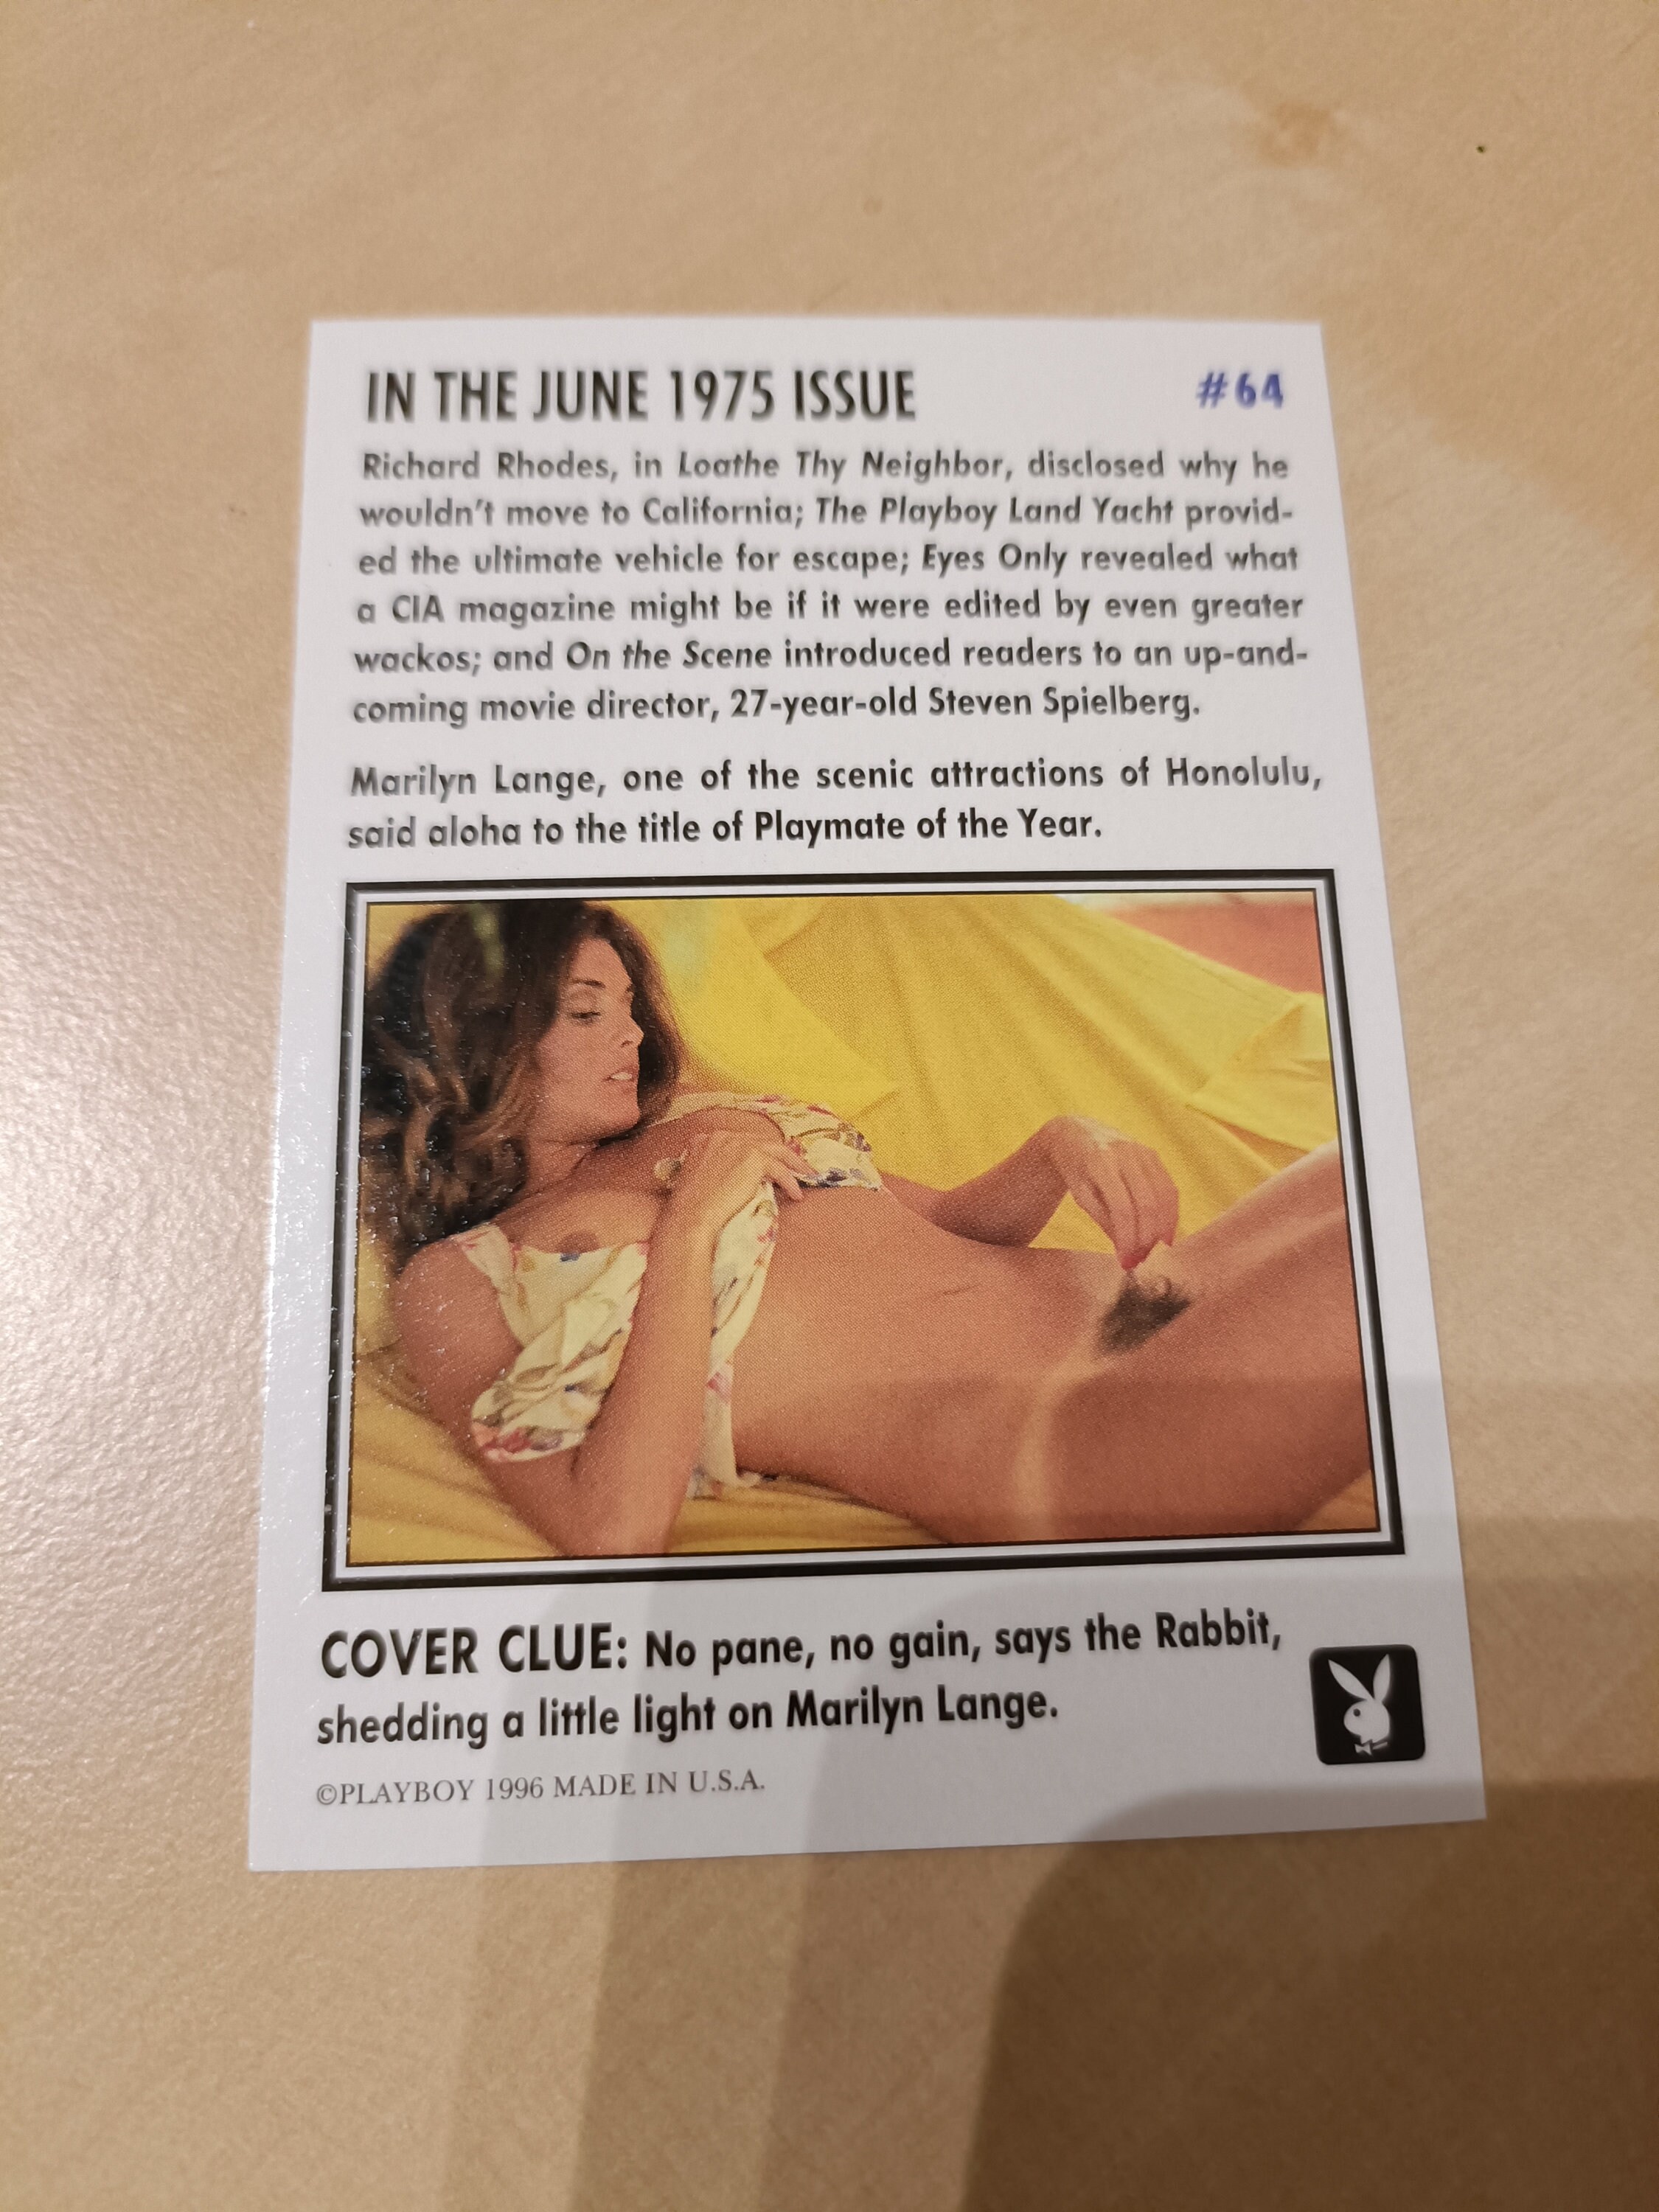 IN THE JUNE 1975 ISSUE #64
Richard Rhodes, in Loathe Thy Neighbor, disclosed why he
wouldn't move to California; The Playboy Land Yacht provid-
ed the ultimate vehicle for escape; Eyes Only revealed what
a CIA magazine might be if it were edited by even greater
wackos; and On the Scene introduced readers to an up-and-
coming movie director, 27-year-old Steven Spielberg.
Marilyn Lange, one of the scenic attractions of Honolulu,
said aloha to the title of Playmate of the Year.
COVER CLUE: No pane, no gain, says the Rabbit,
shedding a little light on Marilyn Lange.
©PLAYBOY 1996 MADE IN U.S.A.